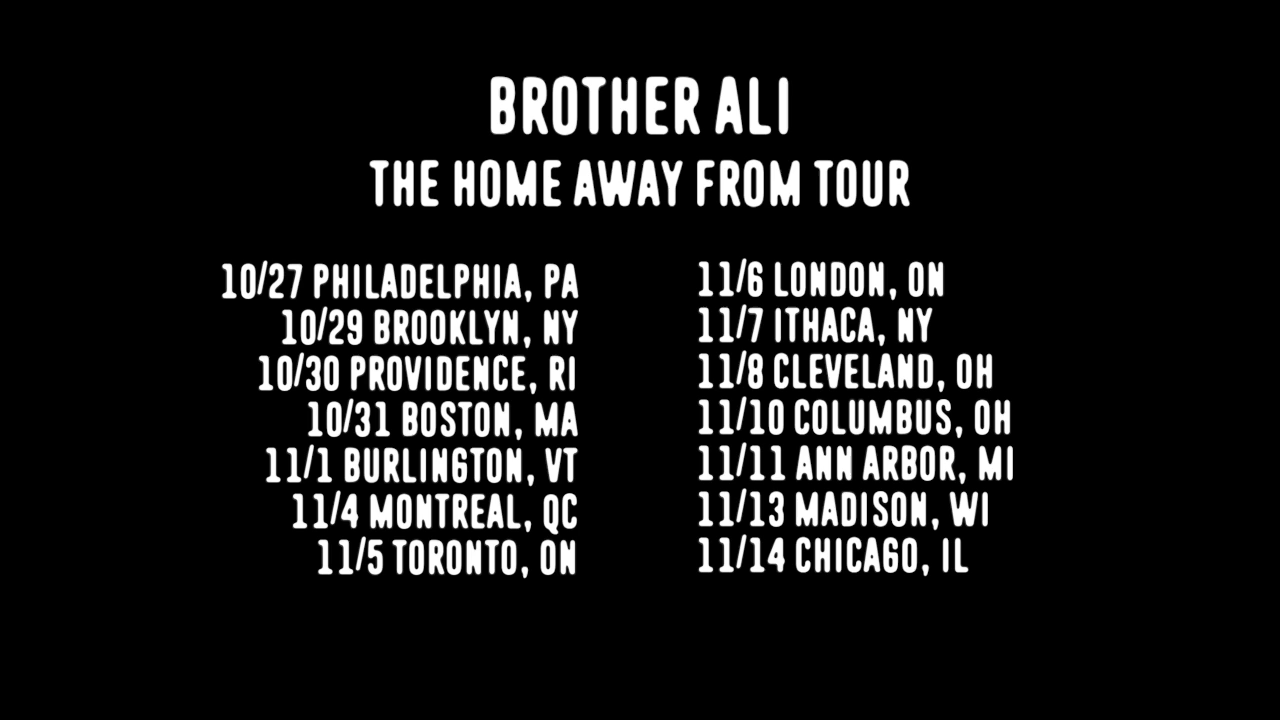 BROTHER ALI
THE HOME AWAY FROM TOUR
10/27 PHILADELPHIA, PA
10/29 BROOKLYN, NY
10/30 PROVIDENCE, RI
10/31 BOSTON, MA
11/1 BURLINGTON, VT
11/4 MONTREAL, QC
11/5 TORONTO, ON
11/6 LONDON, ON
11/7 ITHACA, NY
11/8 CLEVELAND, OH
11/10 COLUMBUS, OH
11/11 ANN ARBOR, MI
11/13 MADISON, WI
11/14 CHICAGO, IL